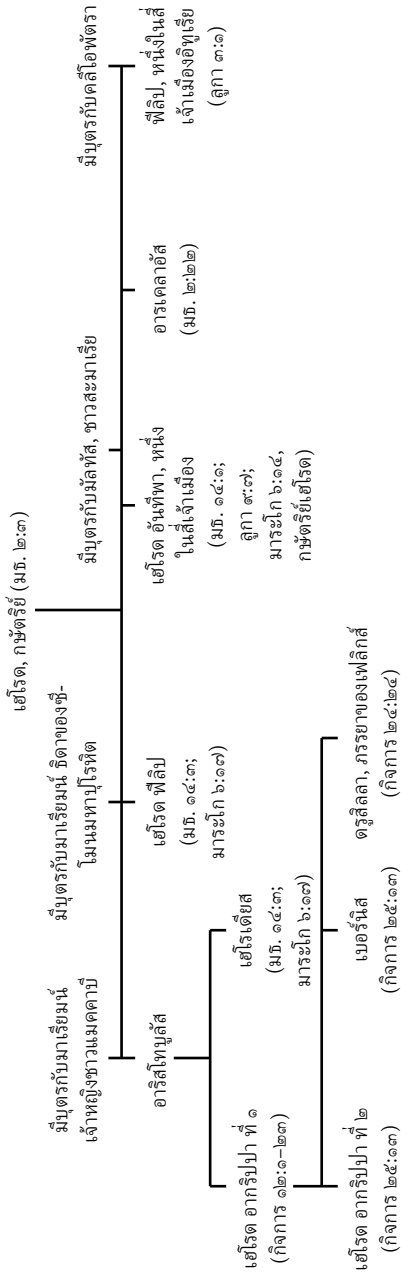 เฮโรด, กษัตริย์ (มธ. ๒:๓)
มีบุตรกับมาเรียมน์
เจ้าหญิงชาวแมคคาบี
มีบุตรกับมาเรียมน์ ธิดาของซี-
โมนมหาปุโรหิต
มีบุตรกับมัลทัส, ชาวสะมาเรีย
มีบุตรกับคลีโอพัตรา
อาริสโทบูลัส
เฮโรด ฟีลิป
(มธ. ๑๔:๓;
มาระโก ๖:๑๗)
เฮโรด อันทีพา, หนึ่ง
ในสี่เจ้าเมือง
(มธ. ๑๔:๑;
ลูกา ๙:๗;
มาระโก ๖:๑๔,
กษัตริย์เฮโรด)
อารเคลาอัส
(มธ. ๒:๒๒)
ฟีลิป, หนึ่งในสี่
เจ้าเมืองอิทูเรีย
(ลูกา ๓:๑)
เฮโรด อากริปปา ที่ ๑
(กิจการ ๑๒:๑–๒๓)
เฮโรเดียส
(มธ. ๑๔:๓;
มาระโก ๖:๑๗)
เฮโรด อากริปปา ที่ ๒
(กิจการ ๒๕:๑๓)
เบอร์นิส
(กิจการ ๒๕:๑๓)
ดรูสิลลา, ภรรยาของเฟลิกส์
(กิจการ ๒๔:๒๔)